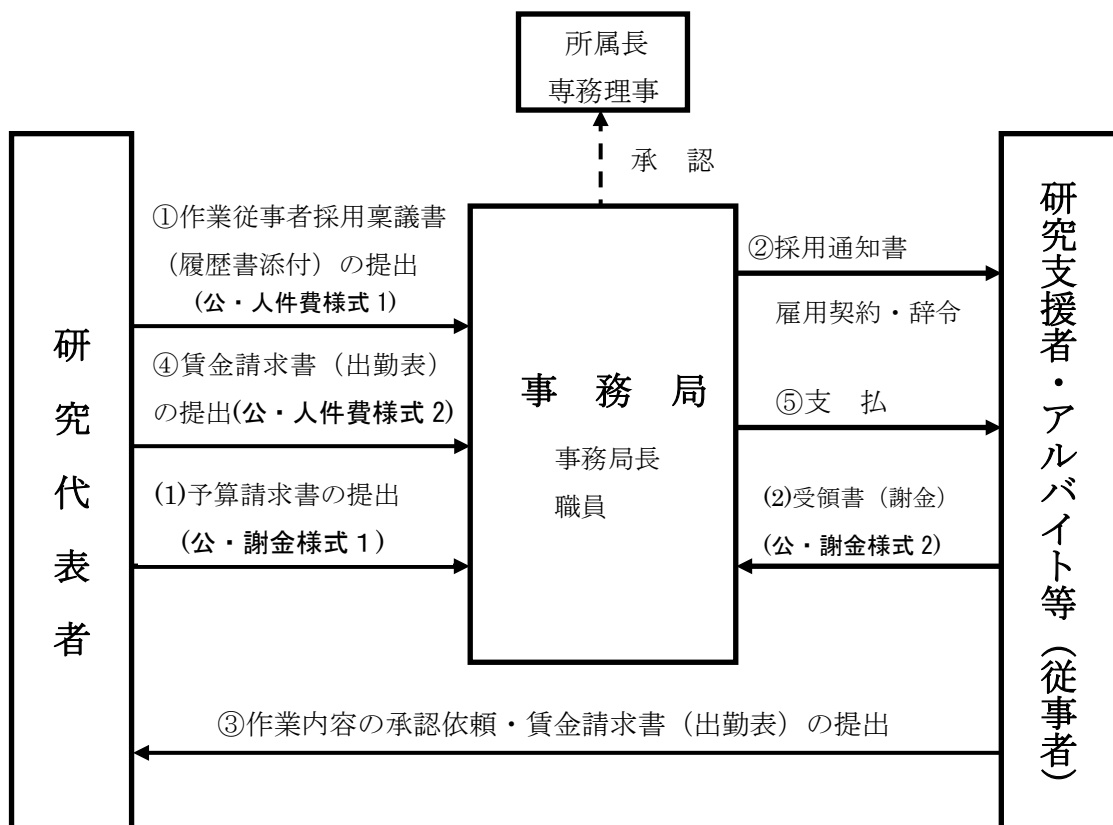 所属長
専務理事
承 認
研究代表者
①作業従事者採用稟議書
（履歴書添付）の提出
(公・人件費様式 1)
④賃金請求書（出勤表）
の提出(公・人件費様式 2)
(1)予算請求書の提出
(公・謝金様式１)
事 務 局
事務局長
職員
②採用通知書
雇用契約・辞令
⑤支 払
(2)受領書（謝金）
(公・謝金様式 2)
研究支援者・アルバイト等（従事者）
③作業内容の承認依頼・賃金請求書（出勤表）の提出